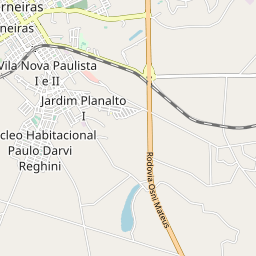 rneiras
neiras
Vila Nova Paulista
I e II
Jardim Planalto
I
cleo Habitacional
Paulo Darvi
Reghini
Rodovia Osni Mateus